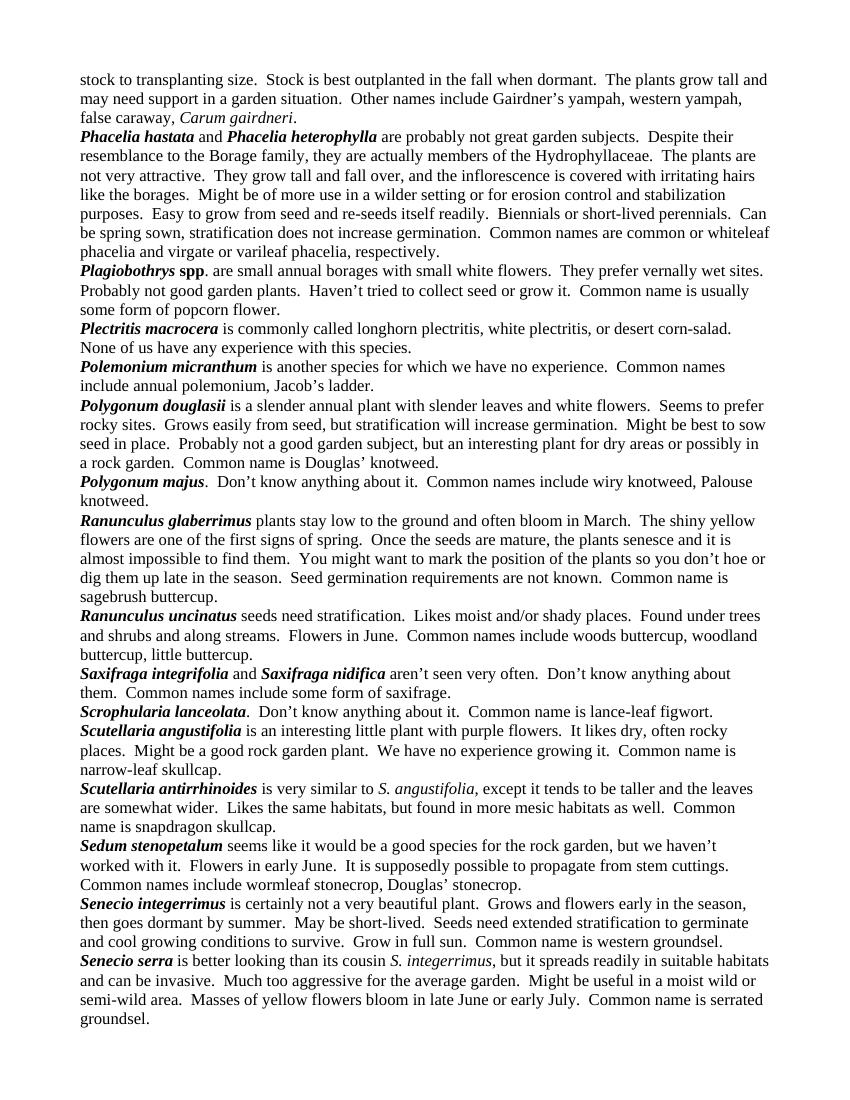 stock to transplanting size.  Stock is best outplanted in the fall when dormant.  The plants grow tall and
may need support in a garden situation.  Other names include Gairdner’s yampah, western yampah,
false caraway, Carum gairdneri.
Phacelia hastata and Phacelia heterophylla are probably not great garden subjects.  Despite their
resemblance to the Borage family, they are actually members of the Hydrophyllaceae.  The plants are
not very attractive.  They grow tall and fall over, and the inflorescence is covered with irritating hairs
like the borages.  Might be of more use in a wilder setting or for erosion control and stabilization
purposes.  Easy to grow from seed and re-seeds itself readily.  Biennials or short-lived perennials.  Can
be spring sown, stratification does not increase germination.  Common names are common or whiteleaf
phacelia and virgate or varileaf phacelia, respectively.
Plagiobothrys spp. are small annual borages with small white flowers.  They prefer vernally wet sites.
Probably not good garden plants.  Haven’t tried to collect seed or grow it.  Common name is usually
some form of popcorn flower.
Plectritis macrocera is commonly called longhorn plectritis, white plectritis, or desert corn-salad.
None of us have any experience with this species.
Polemonium micranthum is another species for which we have no experience.  Common names
include annual polemonium, Jacob’s ladder.
Polygonum douglasii is a slender annual plant with slender leaves and white flowers.  Seems to prefer
rocky sites.  Grows easily from seed, but stratification will increase germination.  Might be best to sow
seed in place.  Probably not a good garden subject, but an interesting plant for dry areas or possibly in
a rock garden.  Common name is Douglas’ knotweed.
Polygonum majus.  Don’t know anything about it.  Common names include wiry knotweed, Palouse
knotweed.
Ranunculus glaberrimus plants stay low to the ground and often bloom in March.  The shiny yellow
flowers are one of the first signs of spring.  Once the seeds are mature, the plants senesce and it is
almost impossible to find them.  You might want to mark the position of the plants so you don’t hoe or
dig them up late in the season.  Seed germination requirements are not known.  Common name is
sagebrush buttercup.
Ranunculus uncinatus seeds need stratification.  Likes moist and/or shady places.  Found under trees
and shrubs and along streams.  Flowers in June.  Common names include woods buttercup, woodland
buttercup, little buttercup.
Saxifraga integrifolia and Saxifraga nidifica aren’t seen very often.  Don’t know anything about
them.  Common names include some form of saxifrage.
Scrophularia lanceolata.  Don’t know anything about it.  Common name is lance-leaf figwort.
Scutellaria angustifolia is an interesting little plant with purple flowers.  It likes dry, often rocky
places.  Might be a good rock garden plant.  We have no experience growing it.  Common name is
narrow-leaf skullcap.
Scutellaria antirrhinoides is very similar to S. angustifolia, except it tends to be taller and the leaves
are somewhat wider.  Likes the same habitats, but found in more mesic habitats as well.  Common
name is snapdragon skullcap.
Sedum stenopetalum seems like it would be a good species for the rock garden, but we haven’t
worked with it.  Flowers in early June.  It is supposedly possible to propagate from stem cuttings.
Common names include wormleaf stonecrop, Douglas’ stonecrop.
Senecio integerrimus is certainly not a very beautiful plant.  Grows and flowers early in the season,
then goes dormant by summer.  May be short-lived.  Seeds need extended stratification to germinate
and cool growing conditions to survive.  Grow in full sun.  Common name is western groundsel.
Senecio serra is better looking than its cousin S. integerrimus, but it spreads readily in suitable habitats
and can be invasive.  Much too aggressive for the average garden.  Might be useful in a moist wild or
semi-wild area.  Masses of yellow flowers bloom in late June or early July.  Common name is serrated
groundsel.